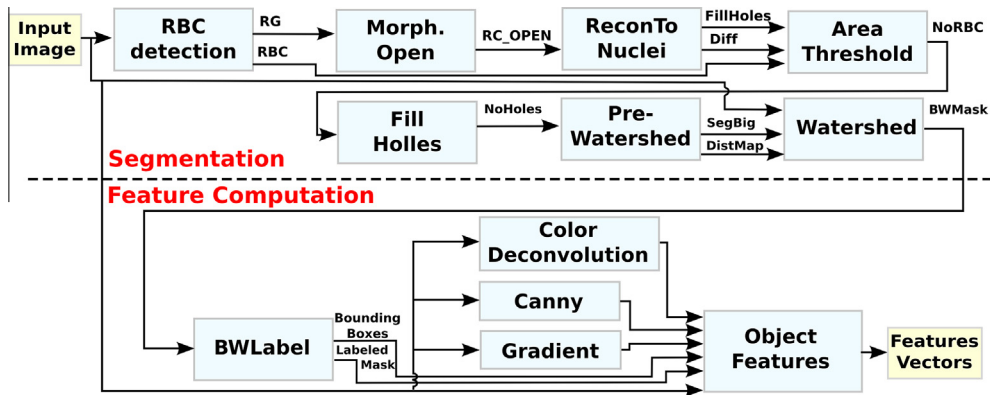 Input
Image
RBC
detection
RG
RBC
Morph.
Open
RC_OPEN
ReconTo
Nuclei
FillHoles
Diff
Area
Threshold
NoRBC
Fill
Holles
NoHoles
Pre-
Watershed
SegBig
DistMap
Watershed
BWMask
Segmentation
Feature Computation
Color
Deconvolution
Canny
Gradient
BWLabel
Bounding
Boxes
Labeled
Mask
Object
Features
Features
Vectors